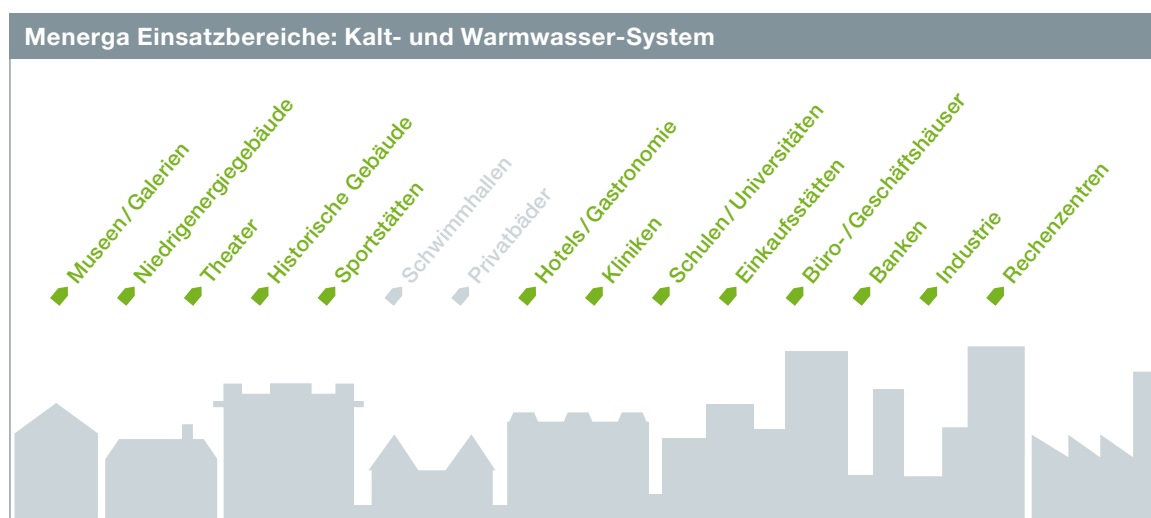 Menerga Einsatzbereiche: Kalt- und Warmwasser-System
Museen/Galerien
Niedrigenergiegebäude
Theater
Historische Gebäude
Sportstätten
Schwimmhallen
Privatbäder
Hotels/Gastronomie
Kliniken
Schulen/Universitäten
Einkaufsstätten
Büro-/Geschäftshäuser
Banken
Industrie
Rechenzentren